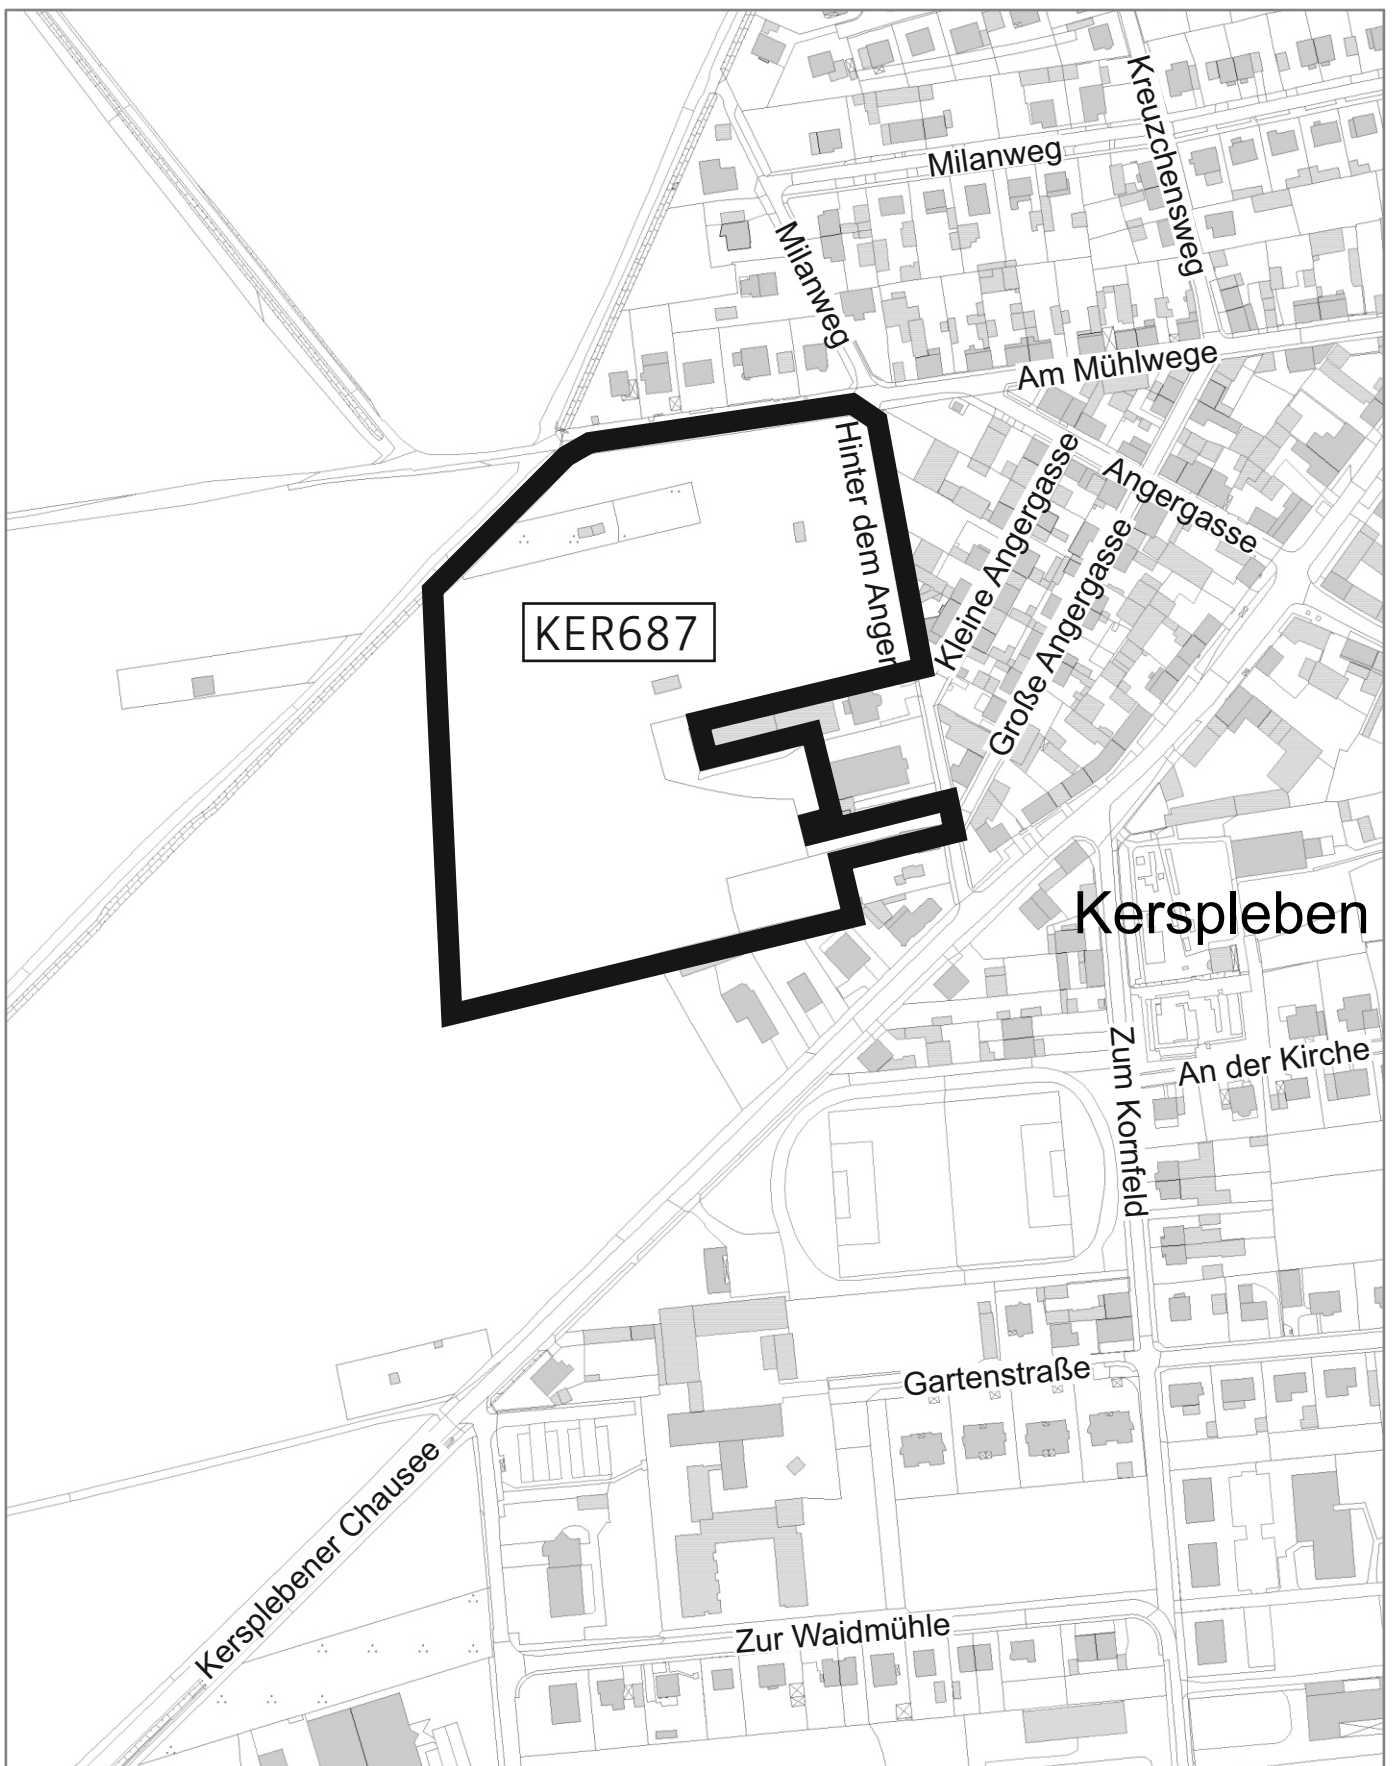 Kreuzchensweg
Milanweg
Milanweg
Am Mühlwege
Hinter dem Anger
Kleine Angergasse
Angergasse
Große Angergasse
KER687
Kerspleben
Zum Kornfeld
An der Kirche
Gartenstraße
Kersplebener Chausee
Zur Waidmühle